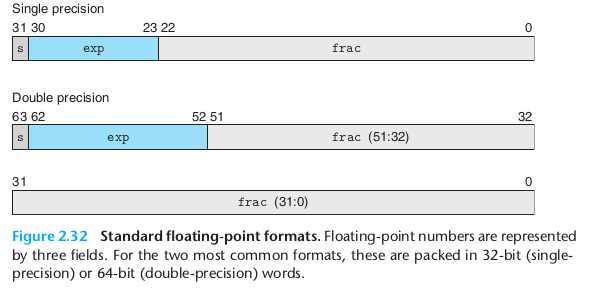 Single precision
31 30 23 22 0
s exp frac
Double precision
63 62 52 51 32
s exp frac (51:32)
31 0
frac (31:0)
Figure 2.32 Standard floating-point formats. Floating-point numbers are represented
by three fields. For the two most common formats, these are packed in 32-bit (single-
precision) or 64-bit (double-precision) words.